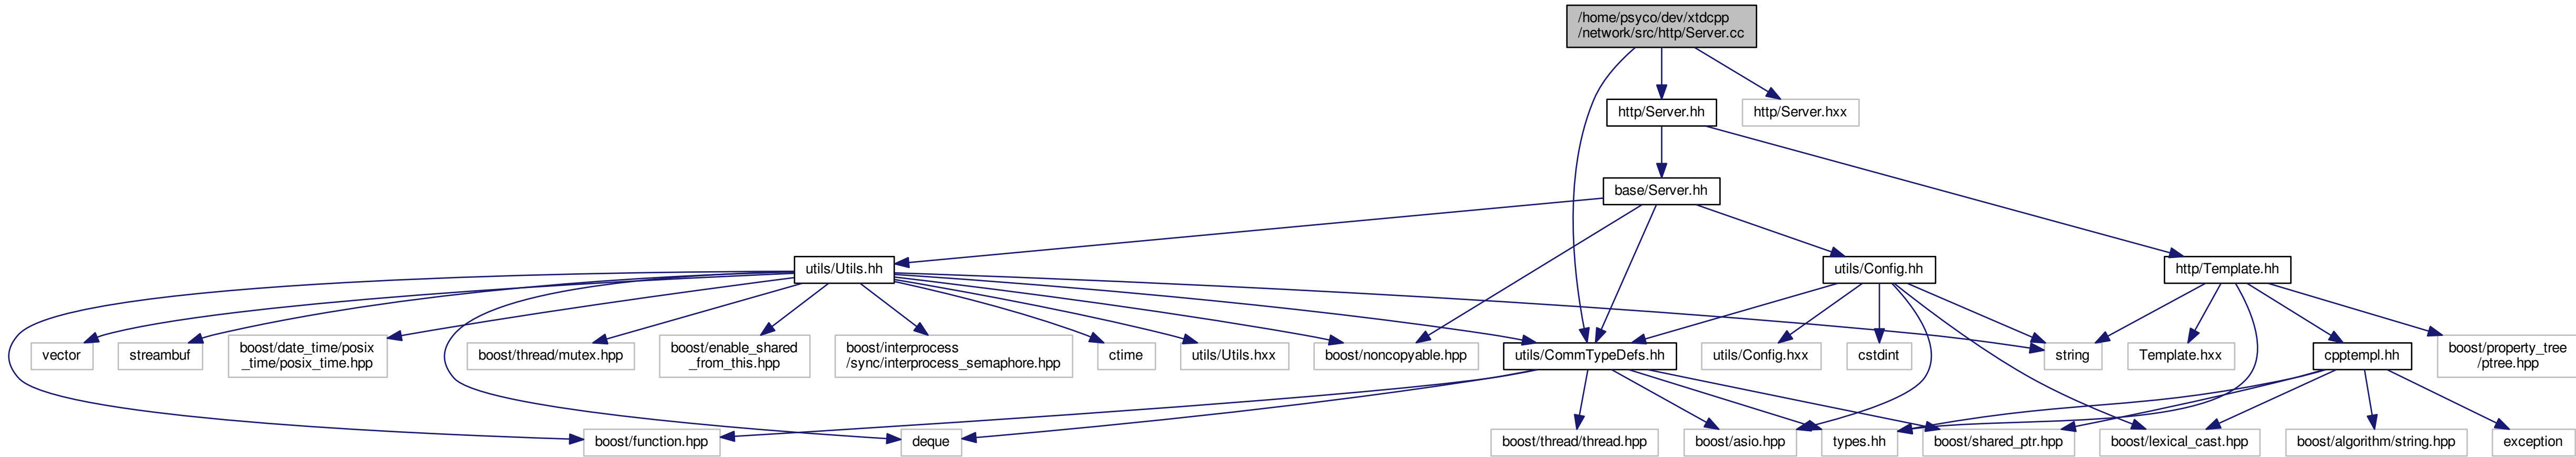 /home/psyco/dev/xtdcpp
/network/src/http/Server.cc
http/Server.hh
http/Server.hxx
base/Server.hh
utils/Utils.hh
utils/Config.hh
http/Template.hh
vector
streambuf
boost/date_time/posix
_time/posix_time.hpp
boost/thread/mutex.hpp
boost/enable_shared
_from_this.hpp
boost/interprocess
/sync/interprocess_semaphore.hpp
ctime
utils/Utils.hxx
boost/noncopyable.hpp
utils/CommTypeDefs.hh
utils/Config.hxx
cstdint
string
Template.hxx
cpptempl.hh
boost/property_tree
/ptree.hpp
boost/function.hpp
deque
boost/thread/thread.hpp
boost/asio.hpp
types.hh
boost/shared_ptr.hpp
boost/lexical_cast.hpp
boost/algorithm/string.hpp
exception